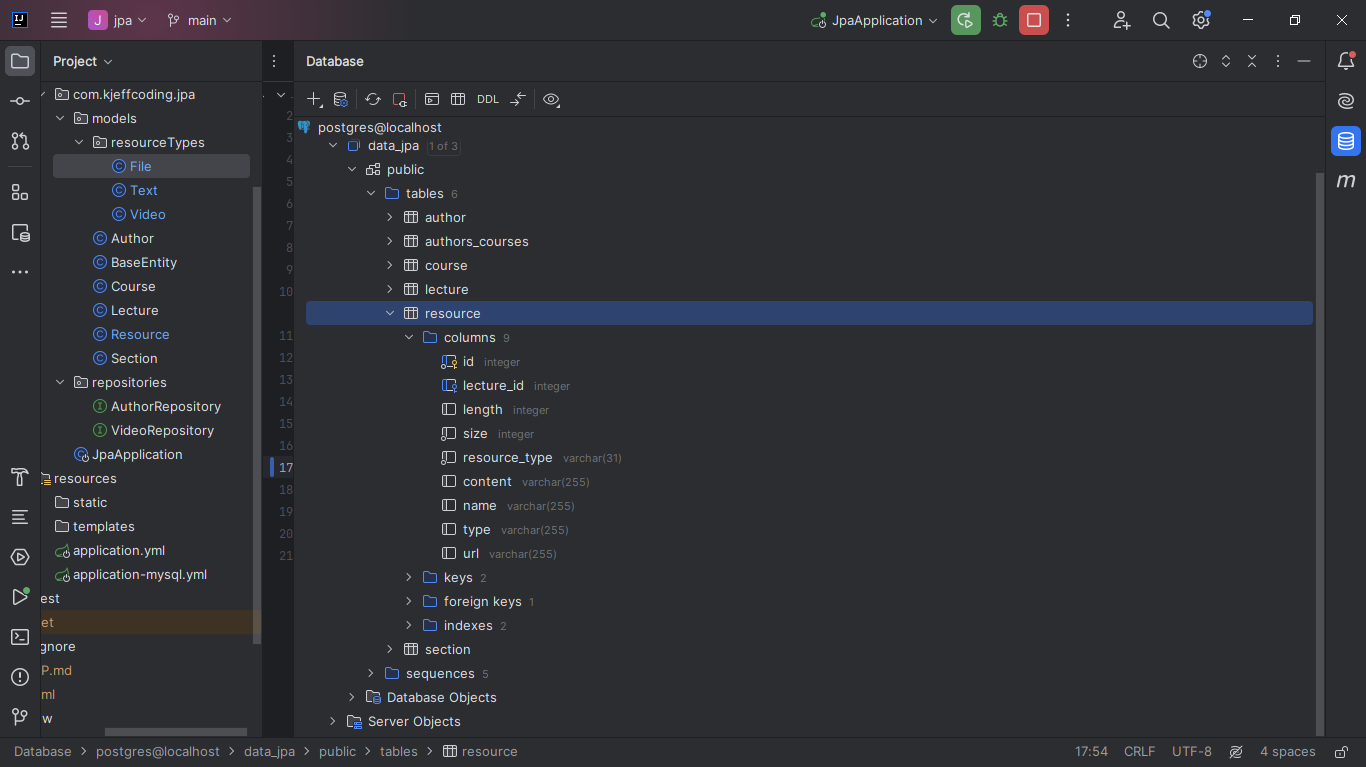 J jpa main JpaApplication
Project
com.kjeffcoding.jpa
models
resourceTypes
File
Text
Video
Author
BaseEntity
Course
Lecture
Resource
Section
repositories
AuthorRepository
VideoRepository
JpaApplication
resources
static
templates
application.yml
application-mysql.yml
est
et
gnore
P.md
ml
w
2
3
4
5
6
7
8
9
10
11
12
13
14
15
16
17
18
19
20
21
Database
DDL
postgres@localhost
data_jpa 1 of 3
public
tables 6
author
authors_courses
course
lecture
resource
columns 9
id integer
lecture_id integer
length integer
size integer
resource_type varchar(31)
content varchar(255)
name varchar(255)
type varchar(255)
url varchar(255)
keys 2
foreign keys 1
indexes 2
section
sequences 5
Database Objects
Server Objects
m
Database > postgres@localhost > data_jpa > public > tables > resource
17:54 CRLF UTF-8 4 spaces